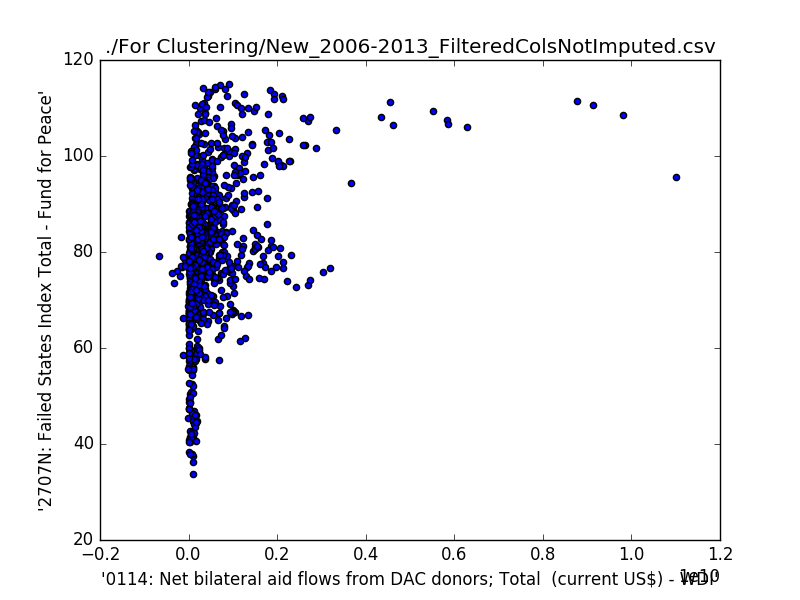 ./For Clustering/New_2006-2013_FilteredColsNotImputed.csv
120
100
80
60
40
20
'2707N: Failed States Index Total - Fund for Peace'
−0.2 0.0 0.2 0.4 0.6 0.8 1.0 1.2
1e10
'0114: Net bilateral aid flows from DAC donors; Total (current US$) - WDI'